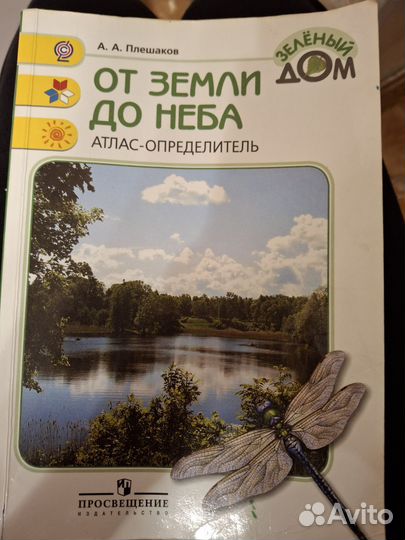 А. А. Плешаков
ЗЕЛЁНЫЙ
ДОМ
ОТ ЗЕМЛИ
ДО НЕБА
АТЛАС-ОПРЕДЕЛИТЕЛЬ
ПРОСВЕЩЕНИЕ
ИЗДАТЕЛЬСТВО
Avito